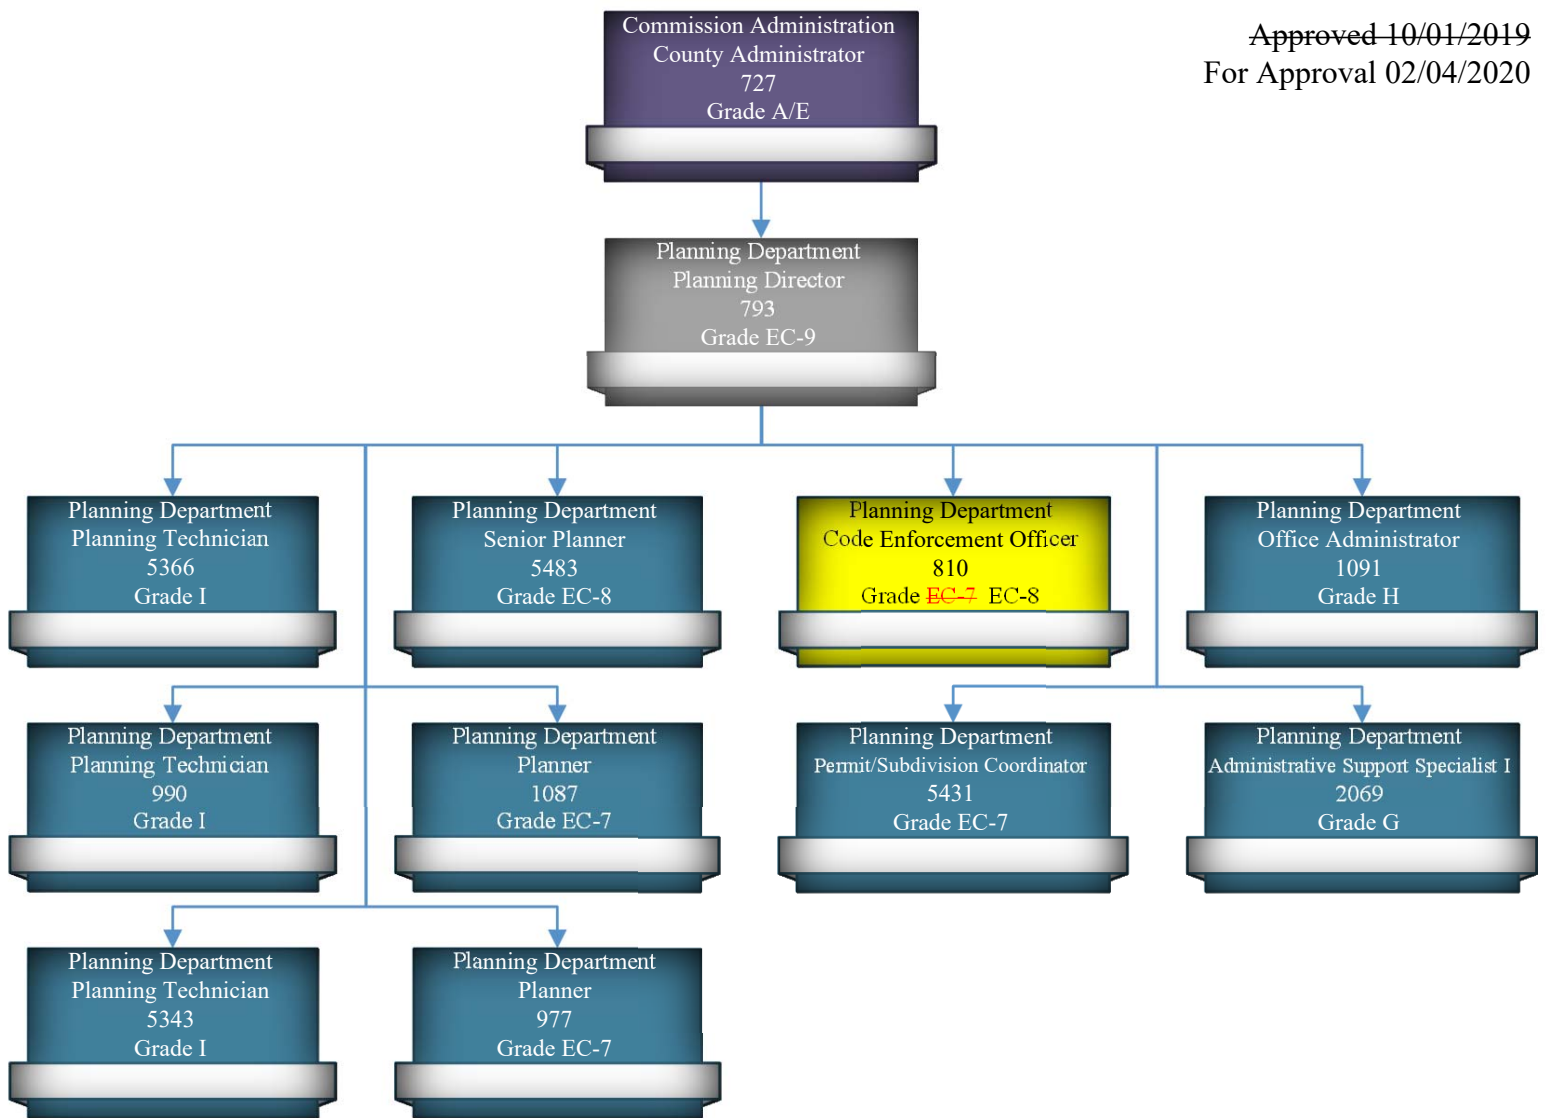 Approved 10/01/2019
For Approval 02/04/2020
Commission Administration
County Administrator
727
Grade A/E
Planning Department
Planning Director
793
Grade EC-9
Planning Department
Planning Technician
5366
Grade I
Planning Department
Senior Planner
5483
Grade EC-8
Planning Department
Code Enforcement Officer
810
Grade EC-7 EC-8
Planning Department
Office Administrator
1091
Grade H
Planning Department
Planning Technician
990
Grade I
Planning Department
Planner
1087
Grade EC-7
Planning Department
Permit/Subdivision Coordinator
5431
Grade EC-7
Planning Department
Administrative Support Specialist I
2069
Grade G
Planning Department
Planning Technician
5343
Grade I
Planning Department
Planner
977
Grade EC-7